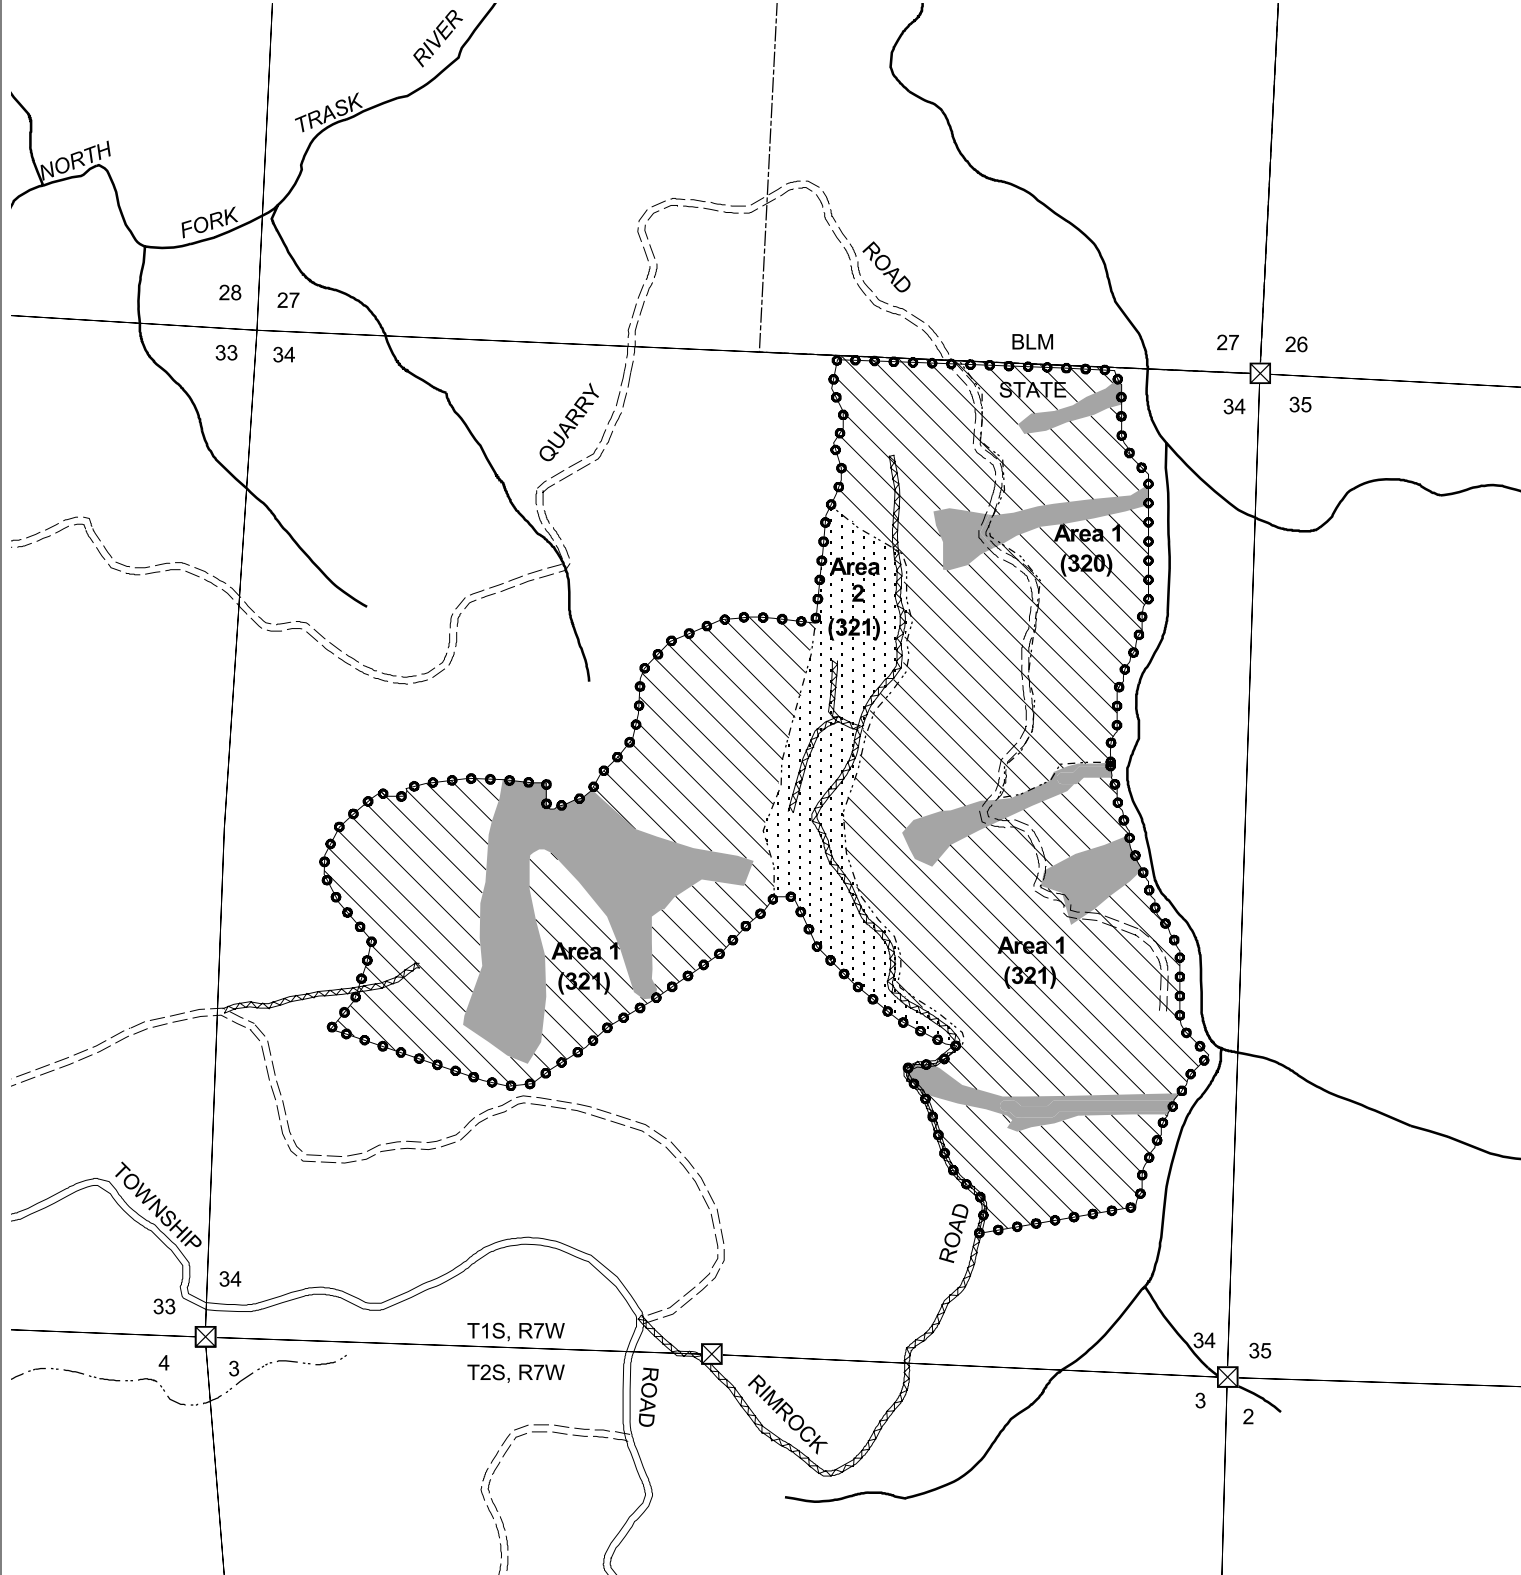 RIVER
TRASK
NORTH
FORK
ROAD
28 27
33 34
BLM
STATE
27 26
34 35
QUARRY
Area 1
(320)
Area
2
(321)
Area 1
(321)
Area 1
(321)
TOWNSHIP
34
33
ROAD
T1S, R7W
T2S, R7W
4 3
ROAD
RIMROCK
34 35
3 2